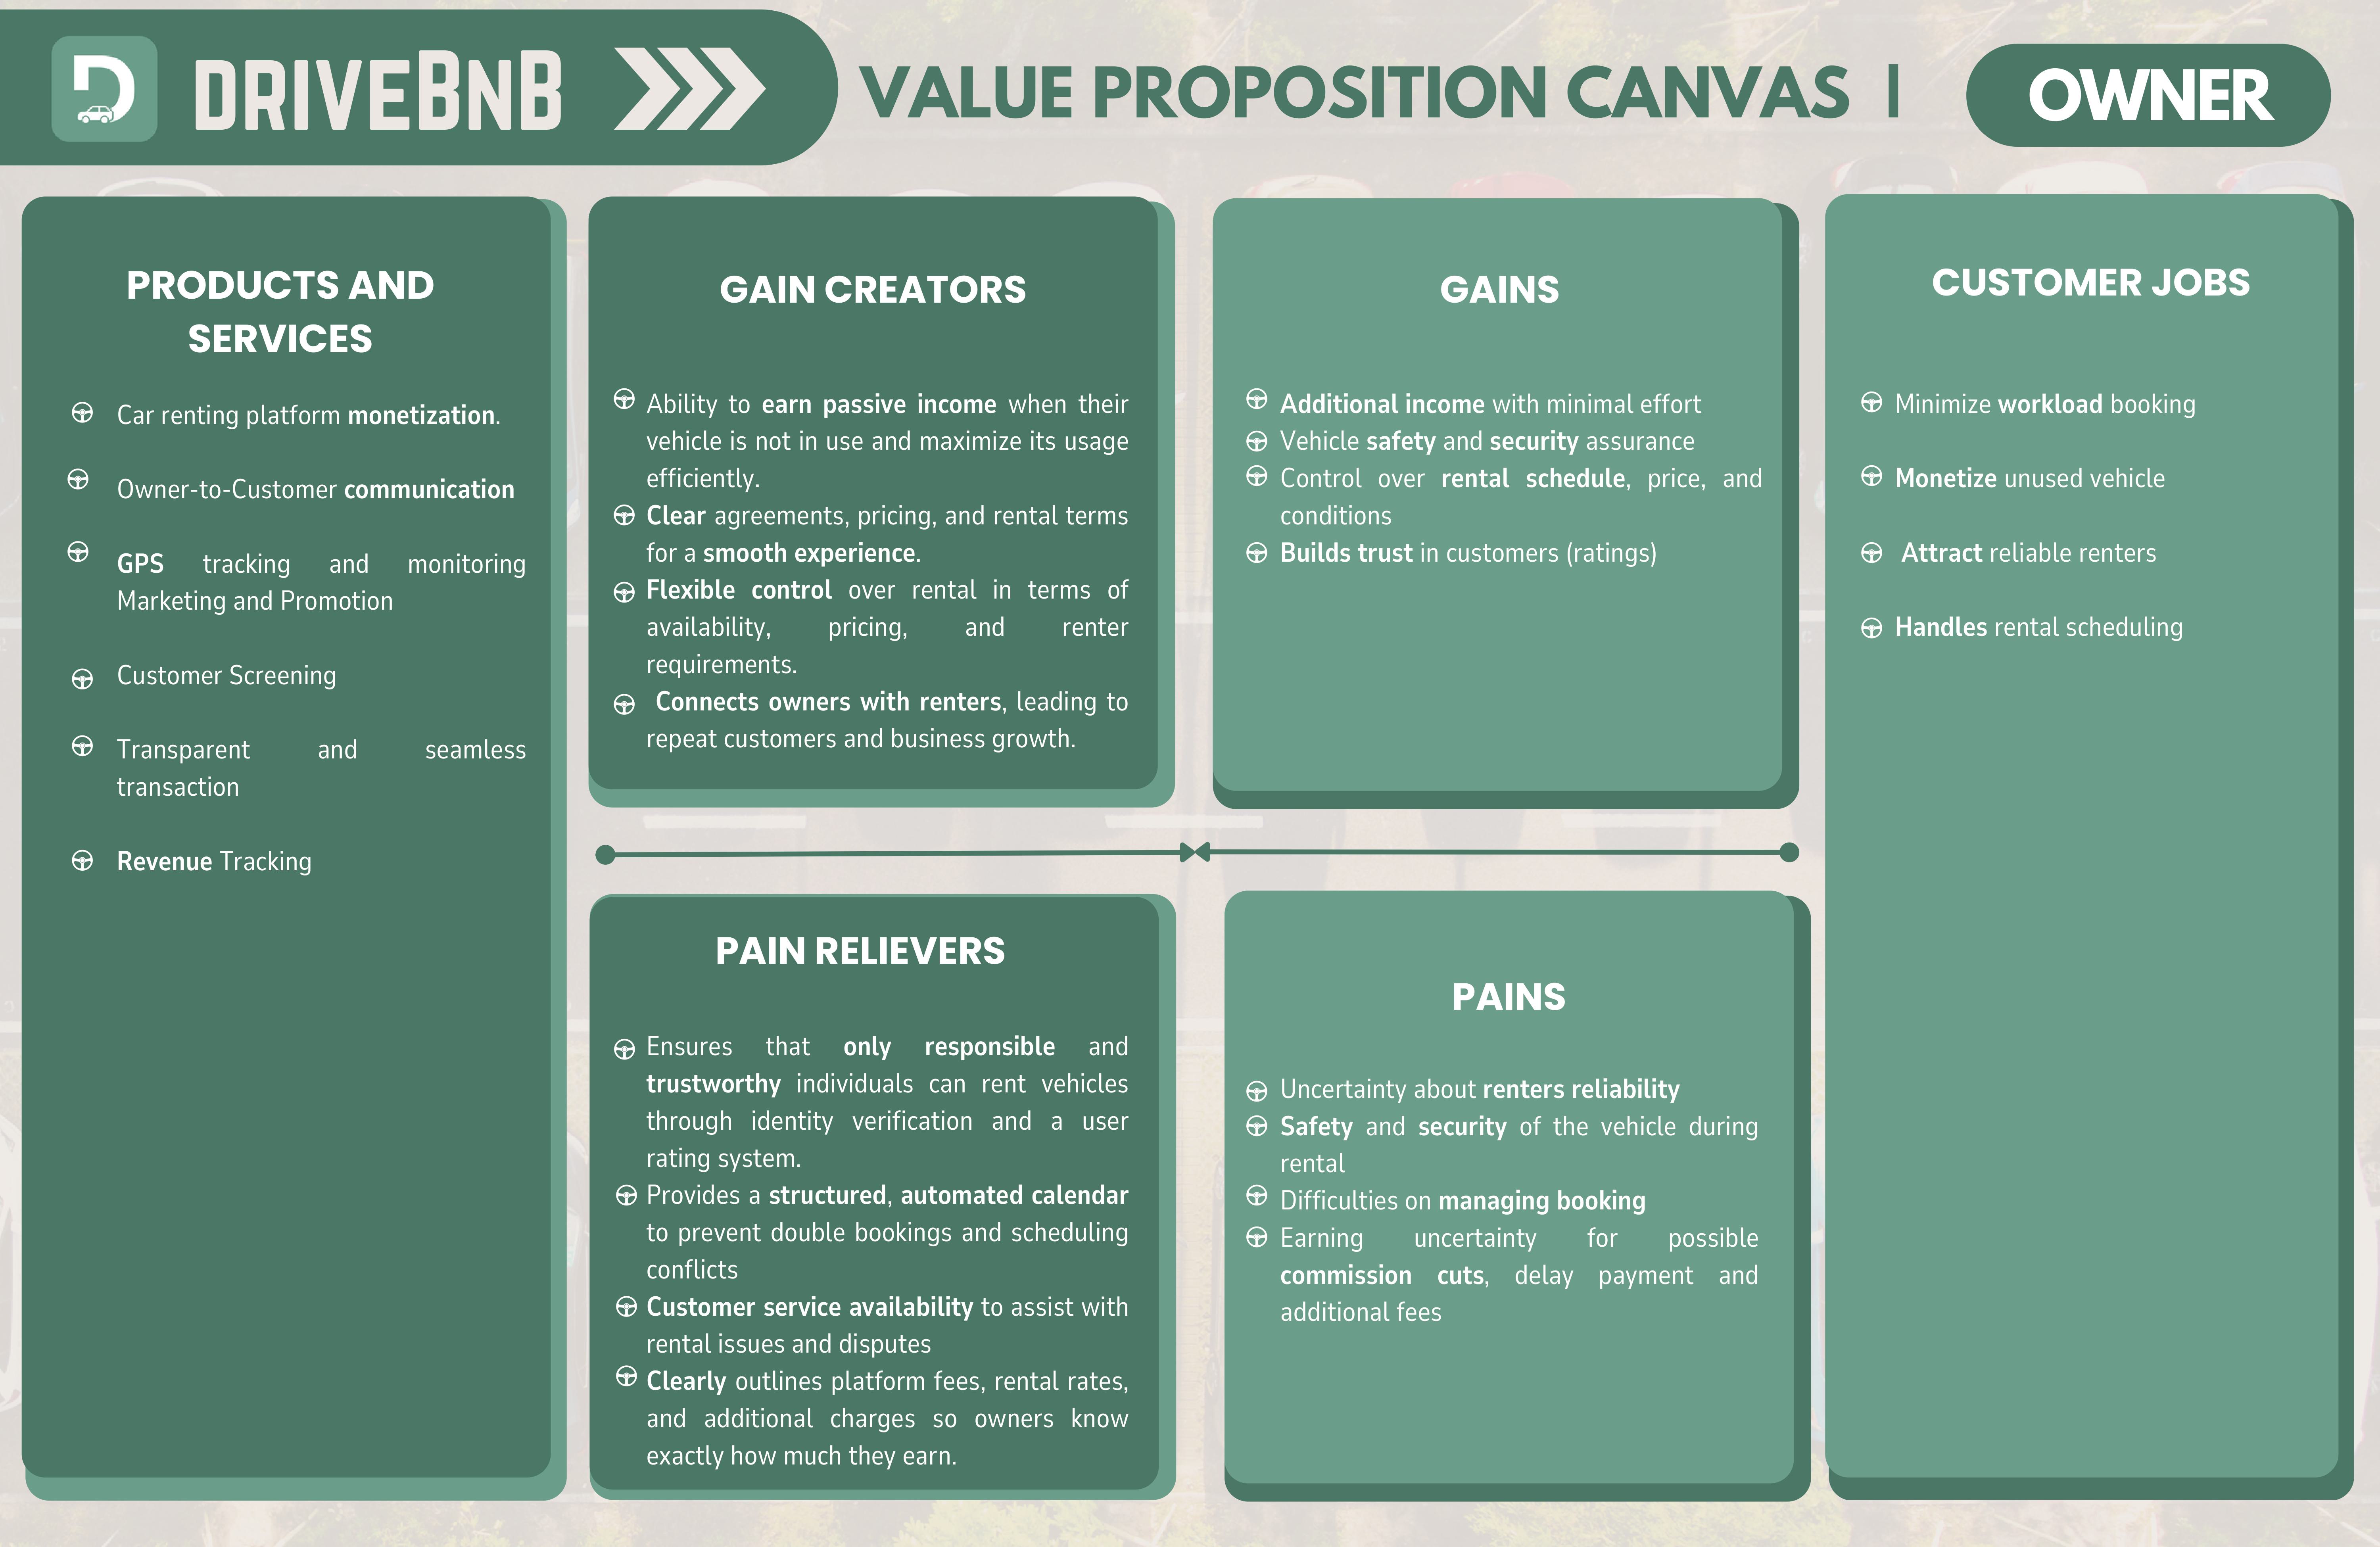 D
DRIVEBNB
VALUE PROPOSITION CANVAS |
OWNER
PRODUCTS AND
SERVICES
Car renting platform monetization.
Owner-to-Customer communication
GPS tracking and monitoring
Marketing and Promotion
Customer Screening
Transparent and seamless
transaction
Revenue Tracking
GAIN CREATORS
Ability to earn passive income when their
vehicle is not in use and maximize its usage
efficiently.
Clear agreements, pricing, and rental terms
for a smooth experience.
Flexible control over rental in terms of
availability, pricing, and renter
requirements.
Connects owners with renters, leading to
repeat customers and business growth.
GAINS
Additional income with minimal effort
Vehicle safety and security assurance
Control over rental schedule, price, and
conditions
Builds trust in customers (ratings)
CUSTOMER JOBS
Minimize workload booking
Monetize unused vehicle
Attract reliable renters
Handles rental scheduling
PAIN RELIEVERS
Ensures that only responsible and
trustworthy individuals can rent vehicles
through identity verification and a user
rating system.
Provides a structured, automated calendar
to prevent double bookings and scheduling
conflicts
Customer service availability to assist with
rental issues and disputes
Clearly outlines platform fees, rental rates,
and additional charges so owners know
exactly how much they earn.
PAINS
Uncertainty about renters reliability
Safety and security of the vehicle during
rental
Difficulties on managing booking
Earning uncertainty for possible
commission cuts, delay payment and
additional fees